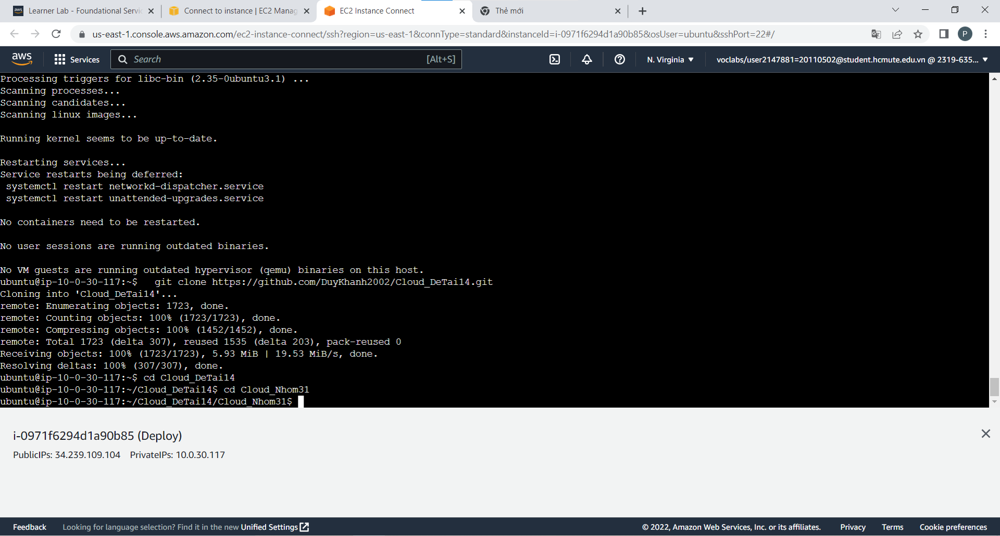 Learner Lab - Foundational Servic
Connect to instance | EC2 Manag
EC2 Instance Connect
Thẻ mới
us-east-1.console.aws.amazon.com/ec2-instance-connect/ssh?region=us-east-1&connType=standard&instanceId=i-0971f6294d1a90b85&osUser=ubuntu&sshPort=22#/
P
aws
Services
Search
[Alt+S]
N. Virginia
voclabs/user2147881=20110502@student.hcmute.edu.vn @ 2319-635...
Processing triggers for libc-bin (2.35-0ubuntu3.1) ...
Scanning processes...
Scanning candidates...
Scanning linux images...
Running kernel seems to be up-to-date.
Restarting services...
Service restarts being deferred:
systemctl restart networkd-dispatcher.service
systemctl restart unattended-upgrades.service
No containers need to be restarted.
No user sessions are running outdated binaries.
No VM guests are running outdated hypervisor (qemu) binaries on this host.
ubuntu@ip-10-0-30-117:~$   git clone https://github.com/DuyKhanh2002/Cloud_DeTai14.git
Cloning into 'Cloud_DeTai14'...
remote: Enumerating objects: 1723, done.
remote: Counting objects: 100% (1723/1723), done.
remote: Compressing objects: 100% (1452/1452), done.
remote: Total 1723 (delta 307), reused 1535 (delta 203), pack-reused 0
Receiving objects: 100% (1723/1723), 5.93 MiB | 19.53 MiB/s, done.
Resolving deltas: 100% (307/307), done.
ubuntu@ip-10-0-30-117:~$ cd Cloud_DeTai14
ubuntu@ip-10-0-30-117:~/Cloud_DeTai14$ cd Cloud_Nhom31
ubuntu@ip-10-0-30-117:~/Cloud_DeTai14/Cloud_Nhom31$
i-0971f6294d1a90b85 (Deploy)
PublicIPs: 34.239.109.104    PrivateIPs: 10.0.30.117
Feedback
Looking for language selection? Find it in the new Unified Settings
© 2022, Amazon Web Services, Inc. or its affiliates.
Privacy
Terms
Cookie preferences